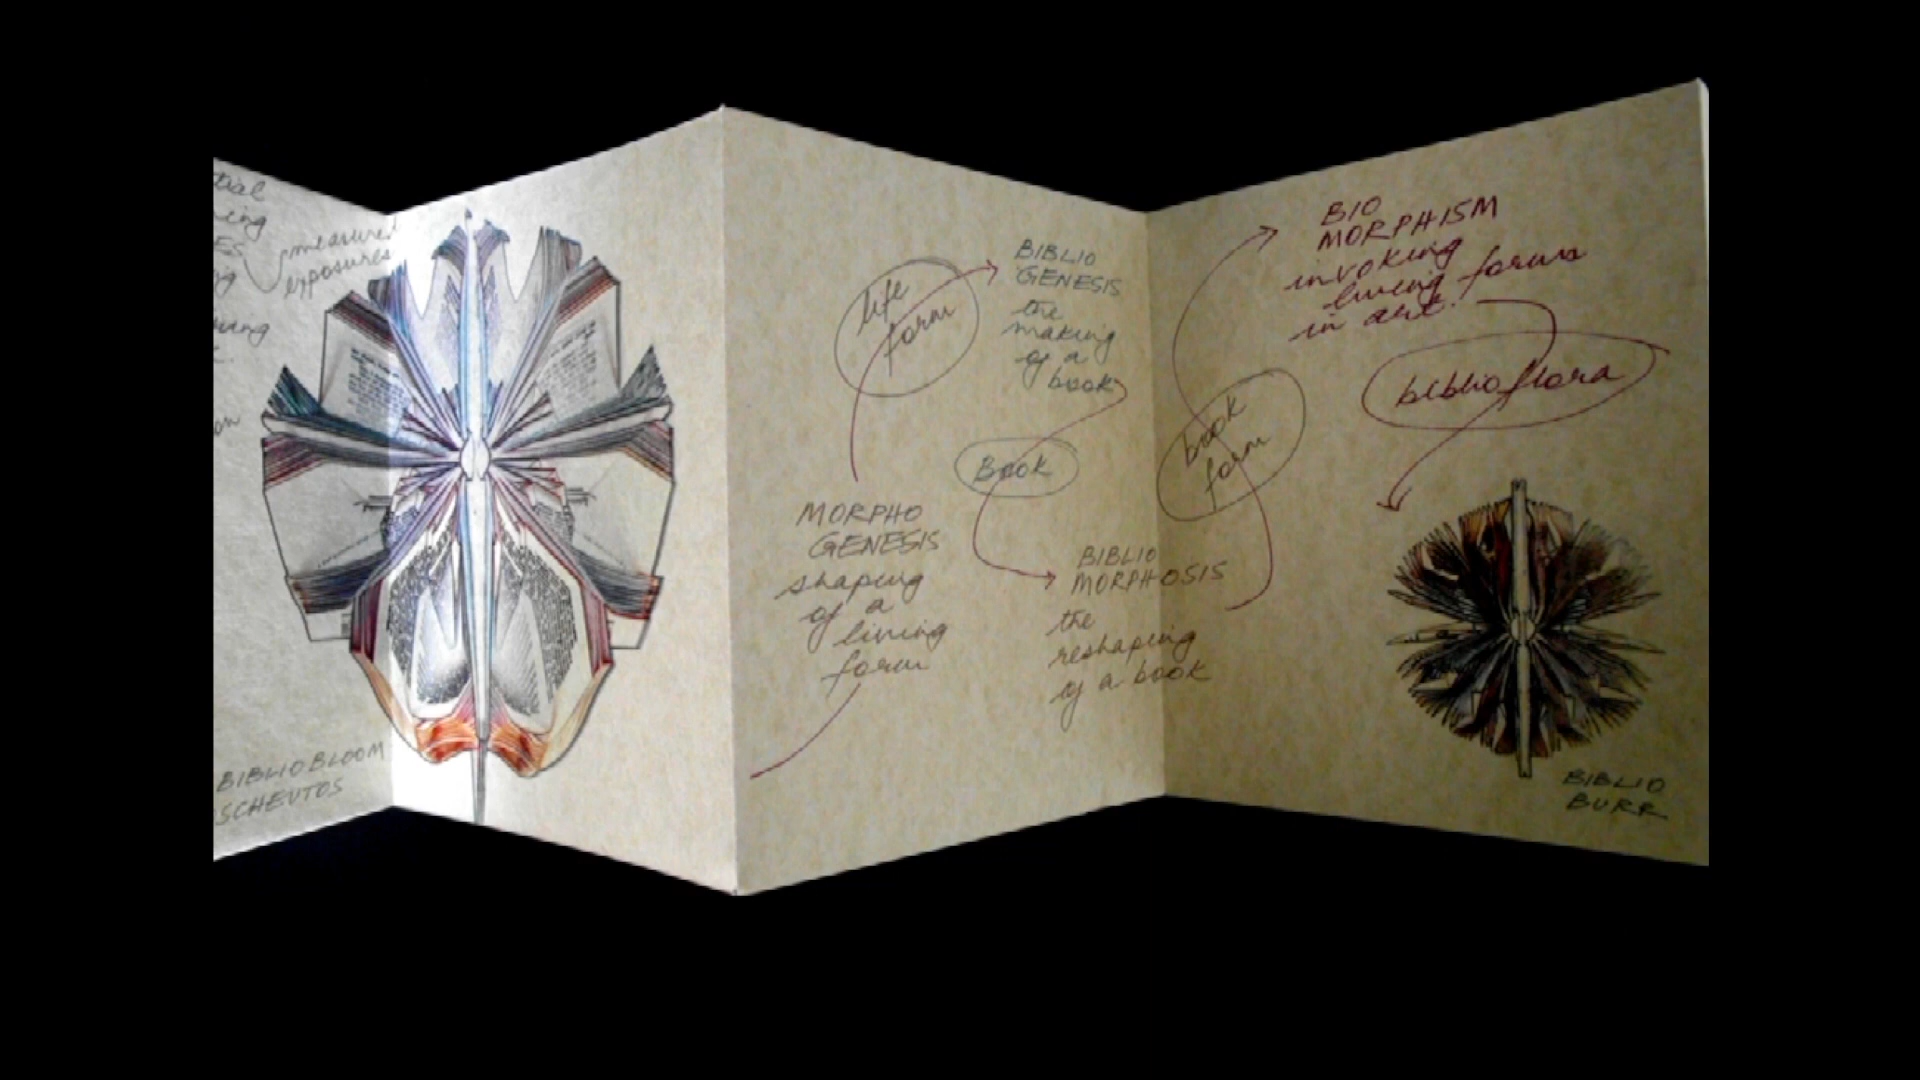 measured
exposures
BIBLIOBLOOM
life
form
BIBLIO
GENESIS
the
making
of a
book
Book
MORPHO
GENESIS
shaping
of a
living
form
BIBLIO
MORPHOSIS
the
reshaping
of a book
book
form
BIO
MORPHISM
invoking
living forms
in art.
biblioflora
BIBLIO
BURR